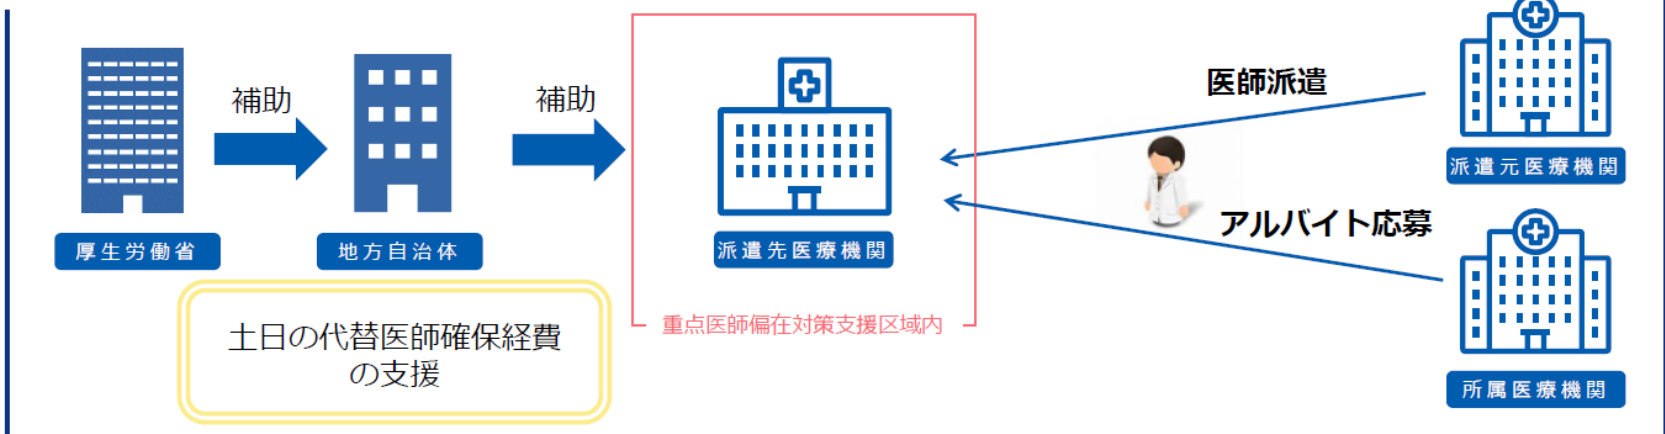 補助
補助
医師派遣
派遣元医療機関
アルバイト応募
厚生労働省
地方自治体
派遣先医療機関
重点医師偏在対策支援区域内
土日の代替医師確保経費
の支援
所属医療機関